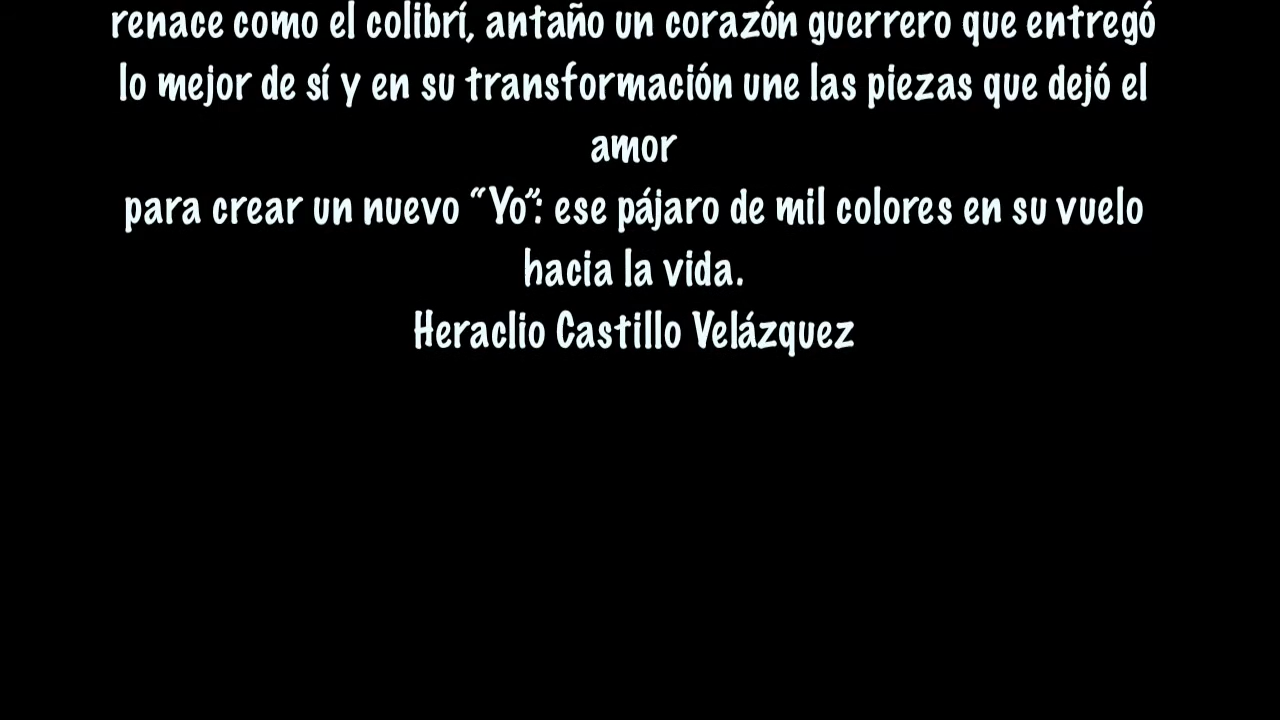 renace como el colibrí, antaño un corazón guerrero que entregó
lo mejor de sí y en su transformación une las piezas que dejó el
amor
para crear un nuevo “Yo”: ese pájaro de mil colores en su vuelo
hacia la vida.
Heraclio Castillo Velázquez